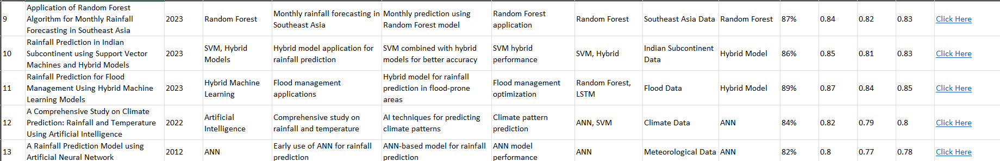 9
Application of Random Forest
Algorithm for Monthly Rainfall
Forecasting in Southeast Asia
2023
Random Forest
Monthly rainfall forecasting in
Southeast Asia
Monthly prediction using
Random Forest model
Random Forest
application
Random Forest
Southeast Asia Data
Random Forest
87%
0.84
0.82
0.83
Click Here
10
Rainfall Prediction in Indian
Subcontinent using Support Vector
Machines and Hybrid Models
2023
SVM, Hybrid
Models
Hybrid model application for
rainfall prediction
SVM combined with hybrid
models for better accuracy
SVM hybrid
performance
SVM, Hybrid
Indian Subcontinent
Data
Hybrid Model
86%
0.85
0.81
0.83
Click Here
11
Rainfall Prediction for Flood
Management Using Hybrid Machine
Learning Models
2023
Hybrid Machine
Learning
Flood management
applications
Hybrid model for rainfall
prediction in flood-prone
areas
Flood management
optimization
Random Forest,
LSTM
Flood Data
Hybrid Model
89%
0.87
0.84
0.85
Click Here
12
A Comprehensive Study on Climate
Prediction: Rainfall and Temperature
Using Artificial Intelligence
2022
Artificial
Intelligence
Comprehensive study on
rainfall and temperature
AI techniques for predicting
climate patterns
Climate pattern
prediction
ANN, SVM
Climate Data
ANN
84%
0.82
0.79
0.8
Click Here
13
A Rainfall Prediction Model using
Artificial Neural Network
2012
ANN
Early use of ANN for rainfall
prediction
ANN-based model for rainfall
prediction
ANN model
performance
ANN
Meteorological Data
ANN
82%
0.8
0.77
0.78
Click Here